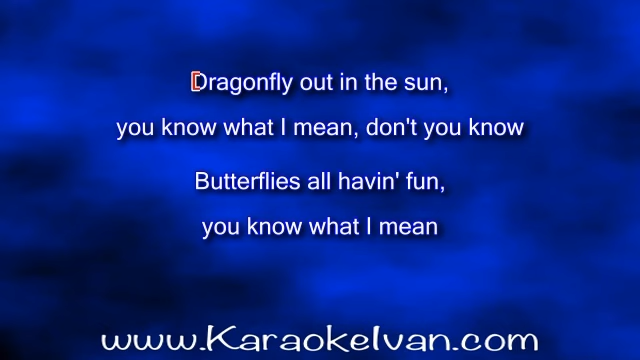 Dragonfly out in the sun,
you know what I mean, don't you know
Butterflies all havin' fun,
you know what I mean
www.KaraokeIvan.com